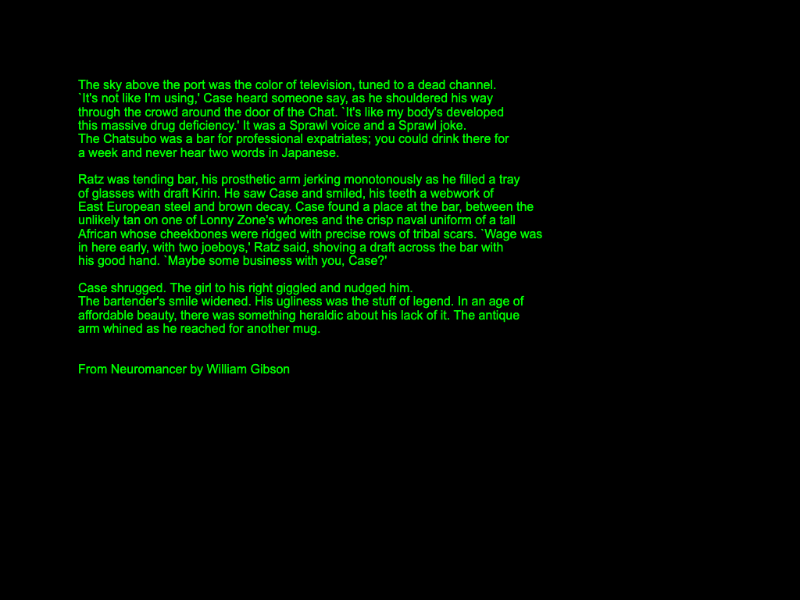 The sky above the port was the color of television, tuned to a dead channel.
`It's not like I'm using,' Case heard someone say, as he shouldered his way
through the crowd around the door of the Chat. `It's like my body's developed
this massive drug deficiency.' It was a Sprawl voice and a Sprawl joke.
The Chatsubo was a bar for professional expatriates; you could drink there for
a week and never hear two words in Japanese.

Ratz was tending bar, his prosthetic arm jerking monotonously as he filled a tray
of glasses with draft Kirin. He saw Case and smiled, his teeth a webwork of
East European steel and brown decay. Case found a place at the bar, between the
unlikely tan on one of Lonny Zone's whores and the crisp naval uniform of a tall
African whose cheekbones were ridged with precise rows of tribal scars. `Wage was
in here early, with two joeboys,' Ratz said, shoving a draft across the bar with
his good hand. `Maybe some business with you, Case?'

Case shrugged. The girl to his right giggled and nudged him.
The bartender's smile widened. His ugliness was the stuff of legend. In an age of
affordable beauty, there was something heraldic about his lack of it. The antique
arm whined as he reached for another mug.

From Neuromancer by William Gibson